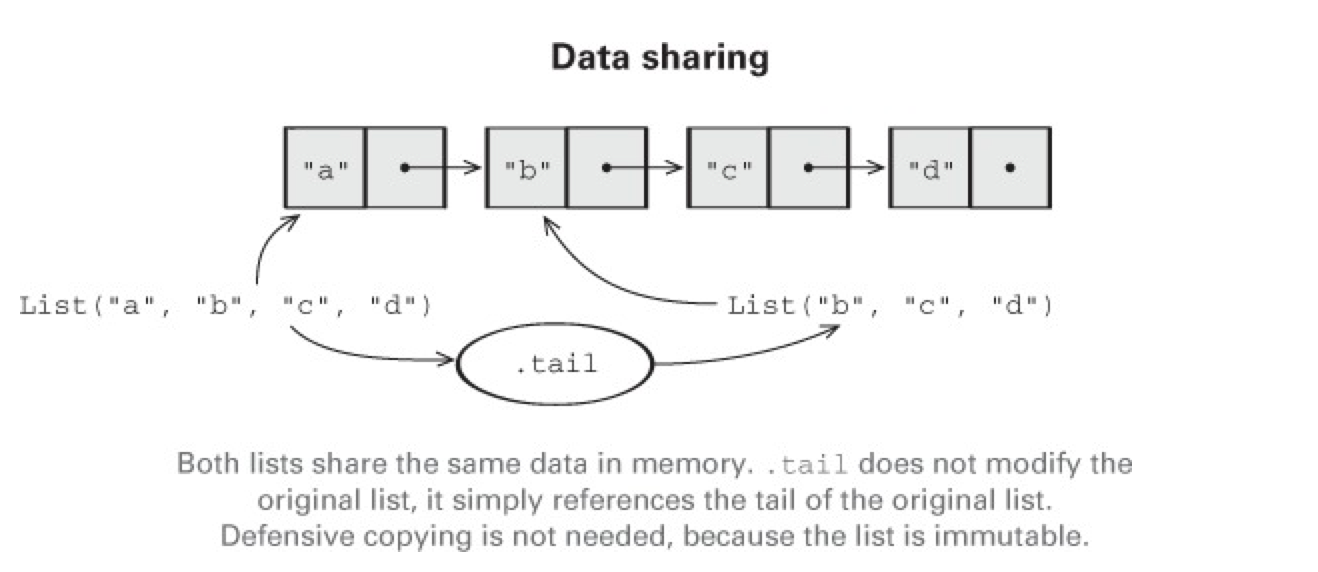 Data sharing
"a" "b" "c" "d"
List("a", "b", "c", "d") List("b", "c", "d")
.tail
Both lists share the same data in memory. .tail does not modify the
original list, it simply references the tail of the original list.
Defensive copying is not needed, because the list is immutable.